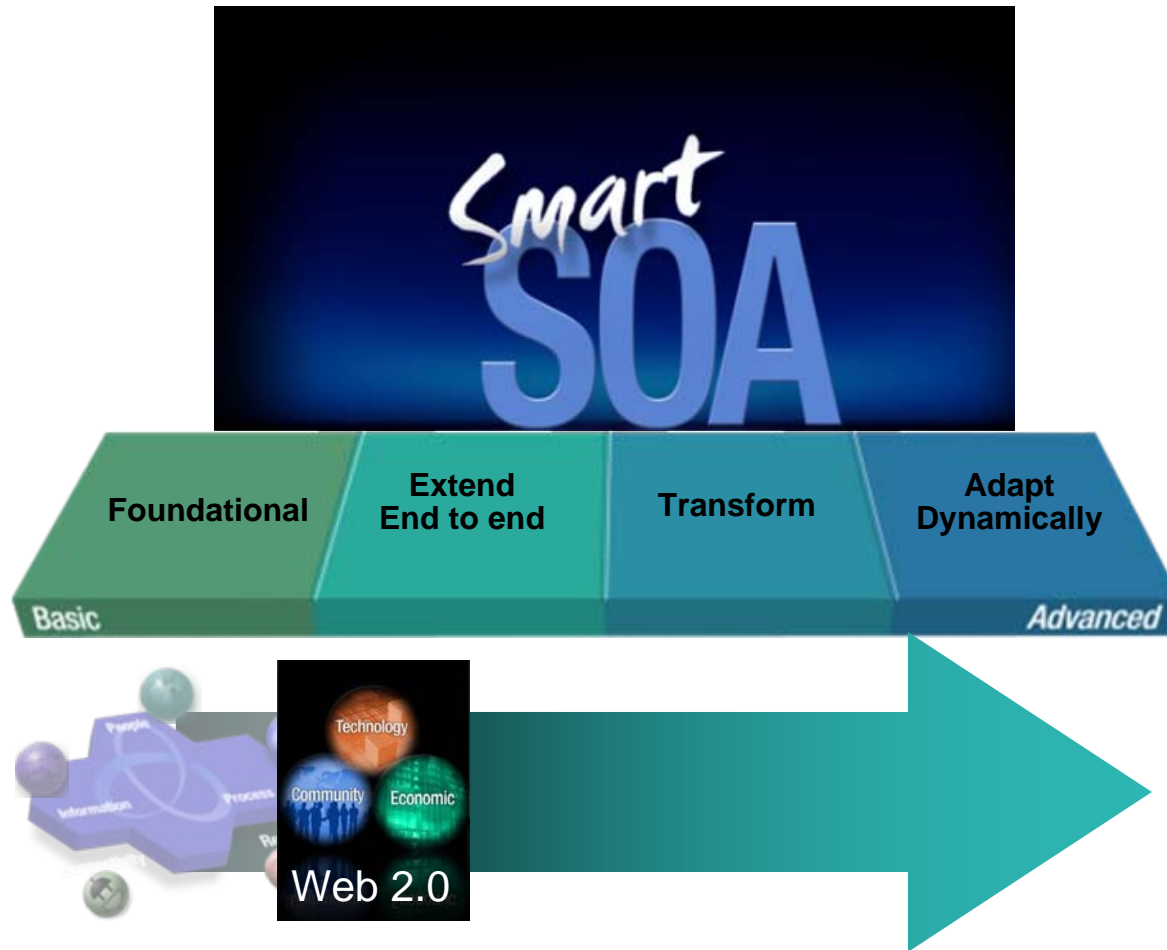 Smart
SOA
Foundational
Extend
End to end
Transform
Adapt
Dynamically
Basic
Advanced
People
Information
Process
Technology
Community
Economic
Web 2.0